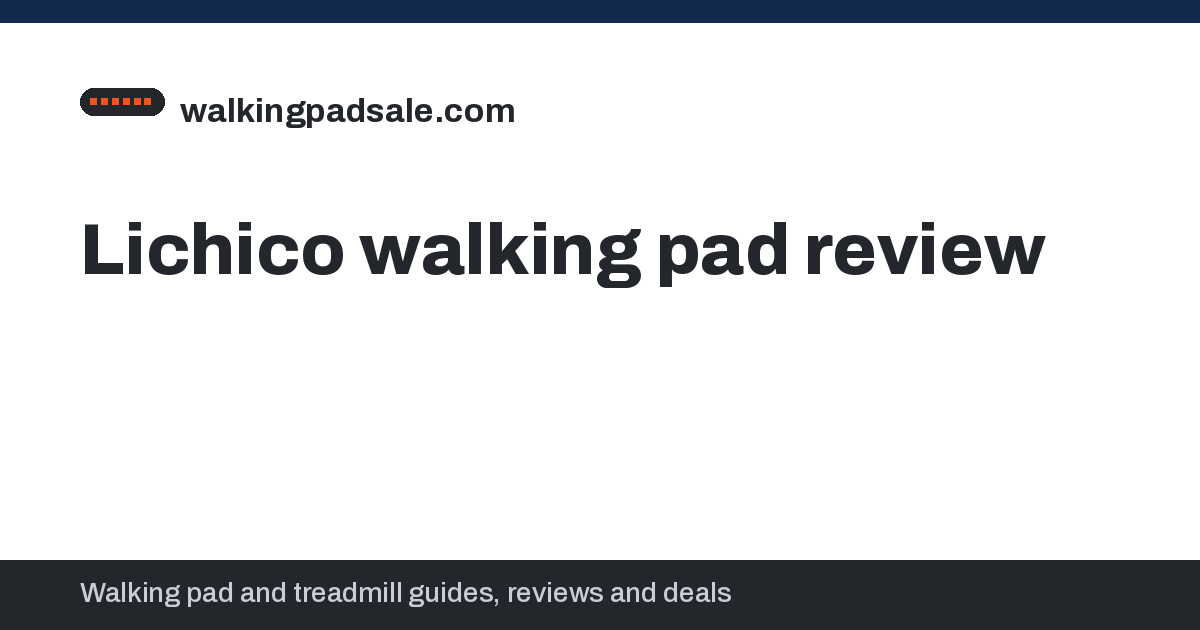 walkingpadsale.com
Lichico walking pad review
Walking pad and treadmill guides, reviews and deals